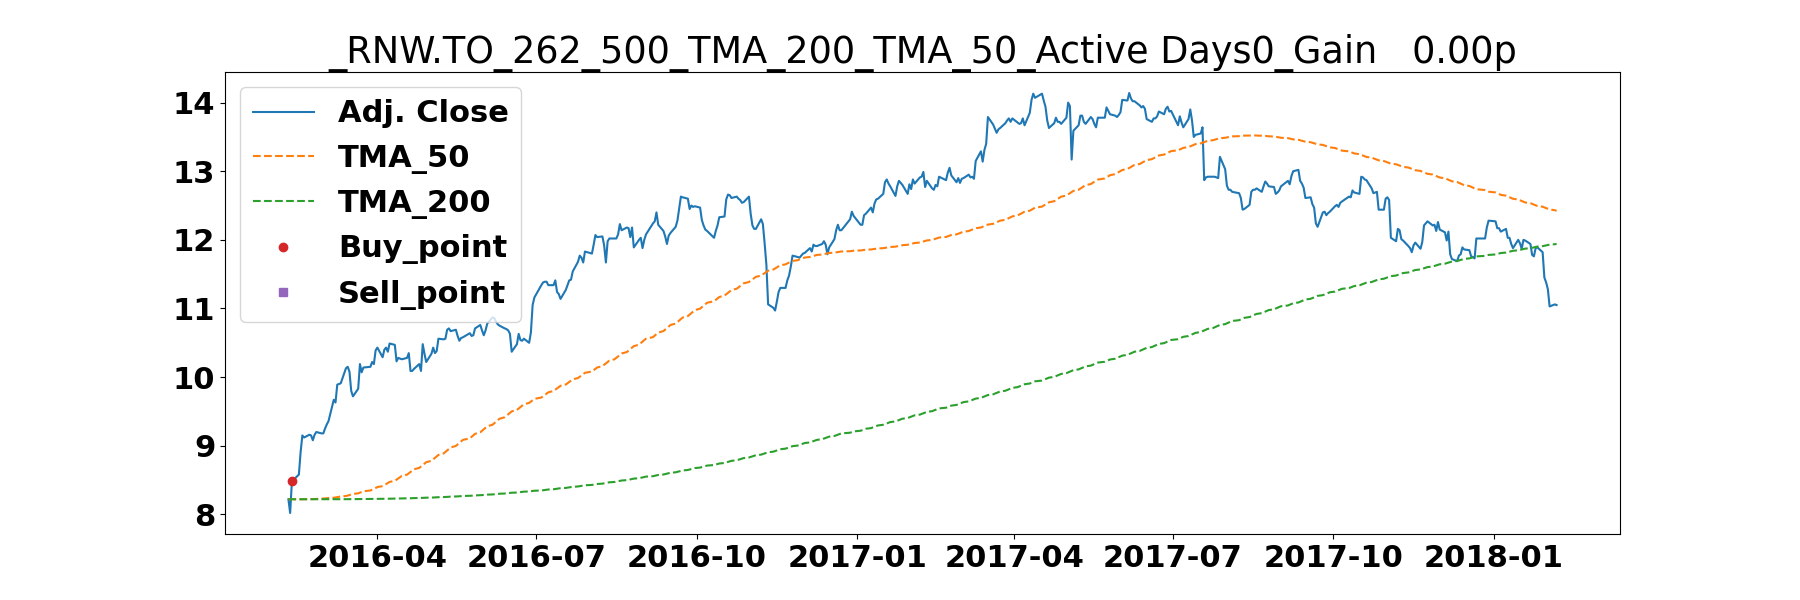 _RNW.TO_262_500_TMA_200_TMA_50_Active Days0_Gain   0.00p
14
13
12
11
10
9
8
Adj. Close
TMA_50
TMA_200
Buy_point
Sell_point
2016-04 2016-07 2016-10 2017-01 2017-04 2017-07 2017-10 2018-01